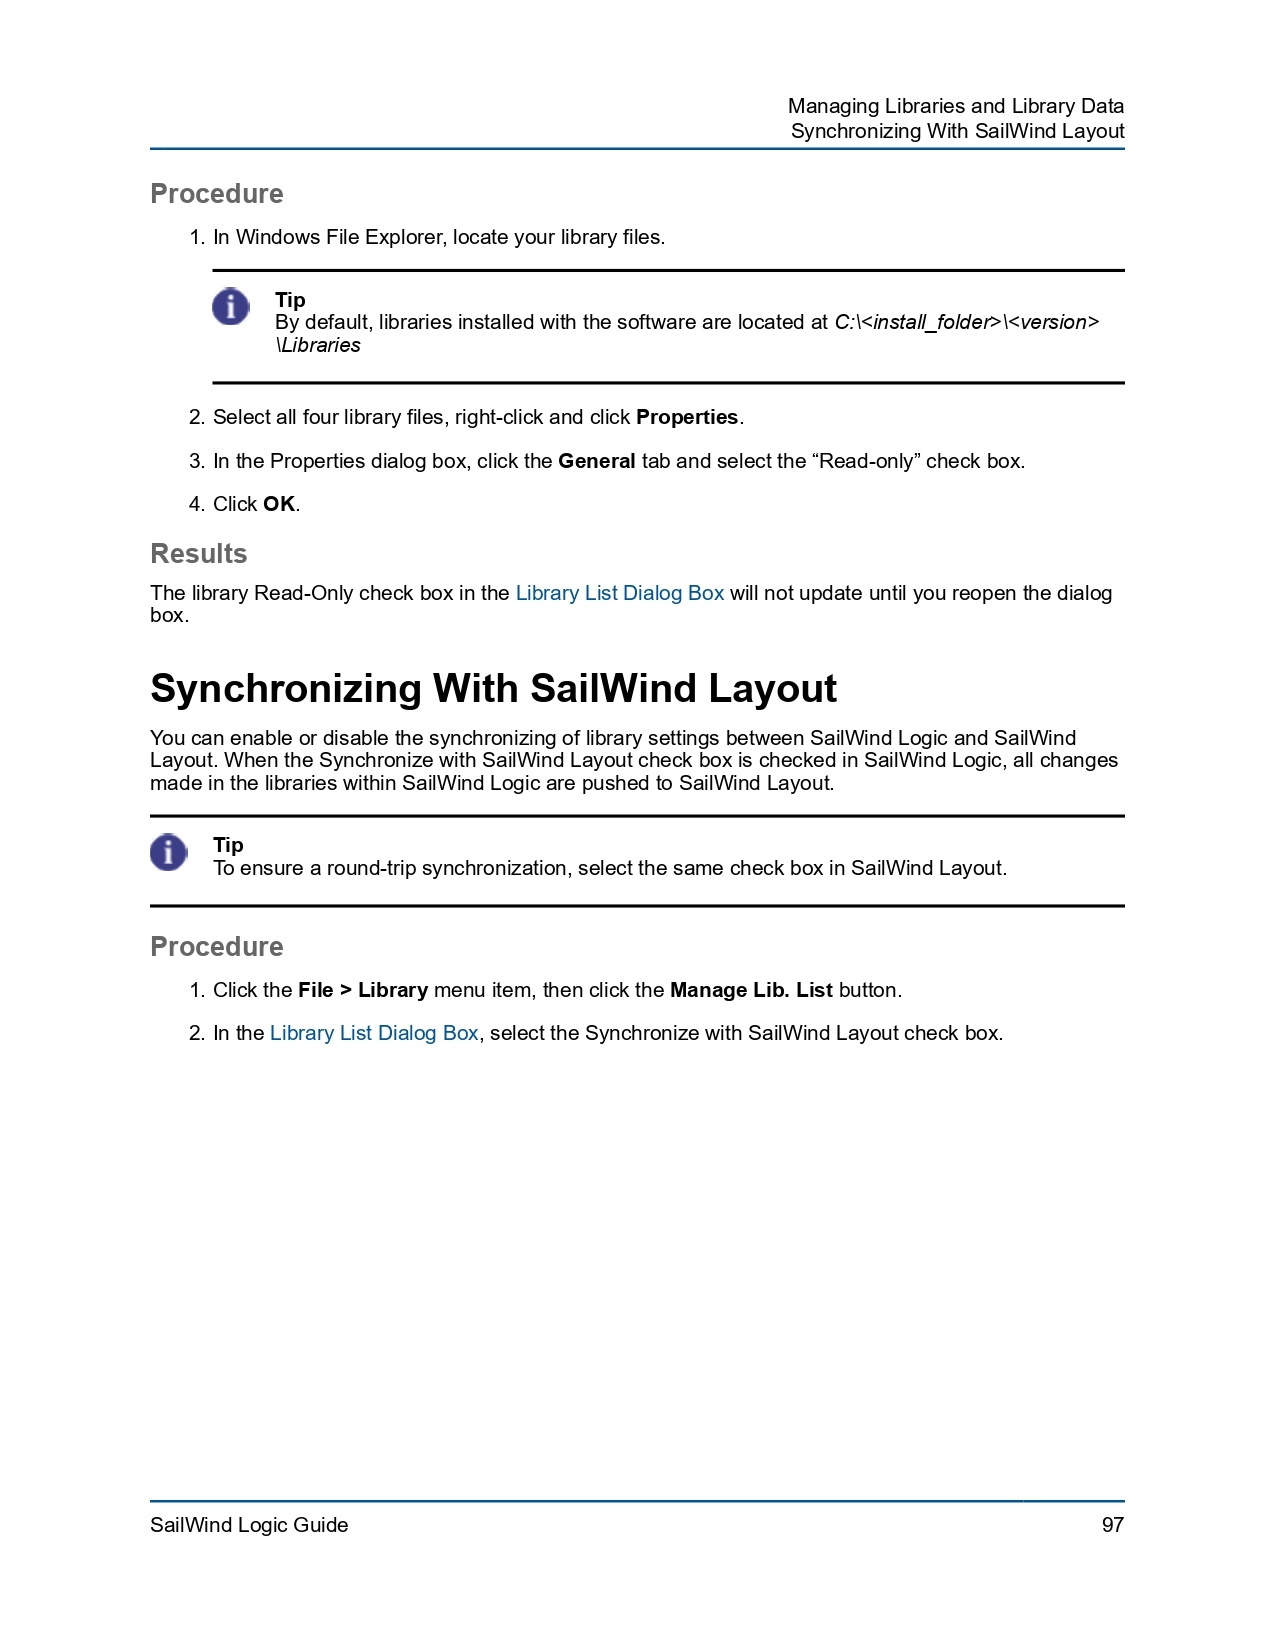 Managing Libraries and Library Data
Synchronizing With SailWind Layout
Procedure
1. In Windows File Explorer, locate your library files.
Tip
By default, libraries installed with the software are located at C:\<install_folder>\<version>
\Libraries
2. Select all four library files, right-click and click Properties.
3. In the Properties dialog box, click the General tab and select the “Read-only” check box.
4. Click OK.
Results
The library Read-Only check box in the Library List Dialog Box will not update until you reopen the dialog
box.
Synchronizing With SailWind Layout
You can enable or disable the synchronizing of library settings between SailWind Logic and SailWind
Layout. When the Synchronize with SailWind Layout check box is checked in SailWind Logic, all changes
made in the libraries within SailWind Logic are pushed to SailWind Layout.
Tip
To ensure a round-trip synchronization, select the same check box in SailWind Layout.
Procedure
1. Click the File > Library menu item, then click the Manage Lib. List button.
2. In the Library List Dialog Box, select the Synchronize with SailWind Layout check box.
SailWind Logic Guide
97